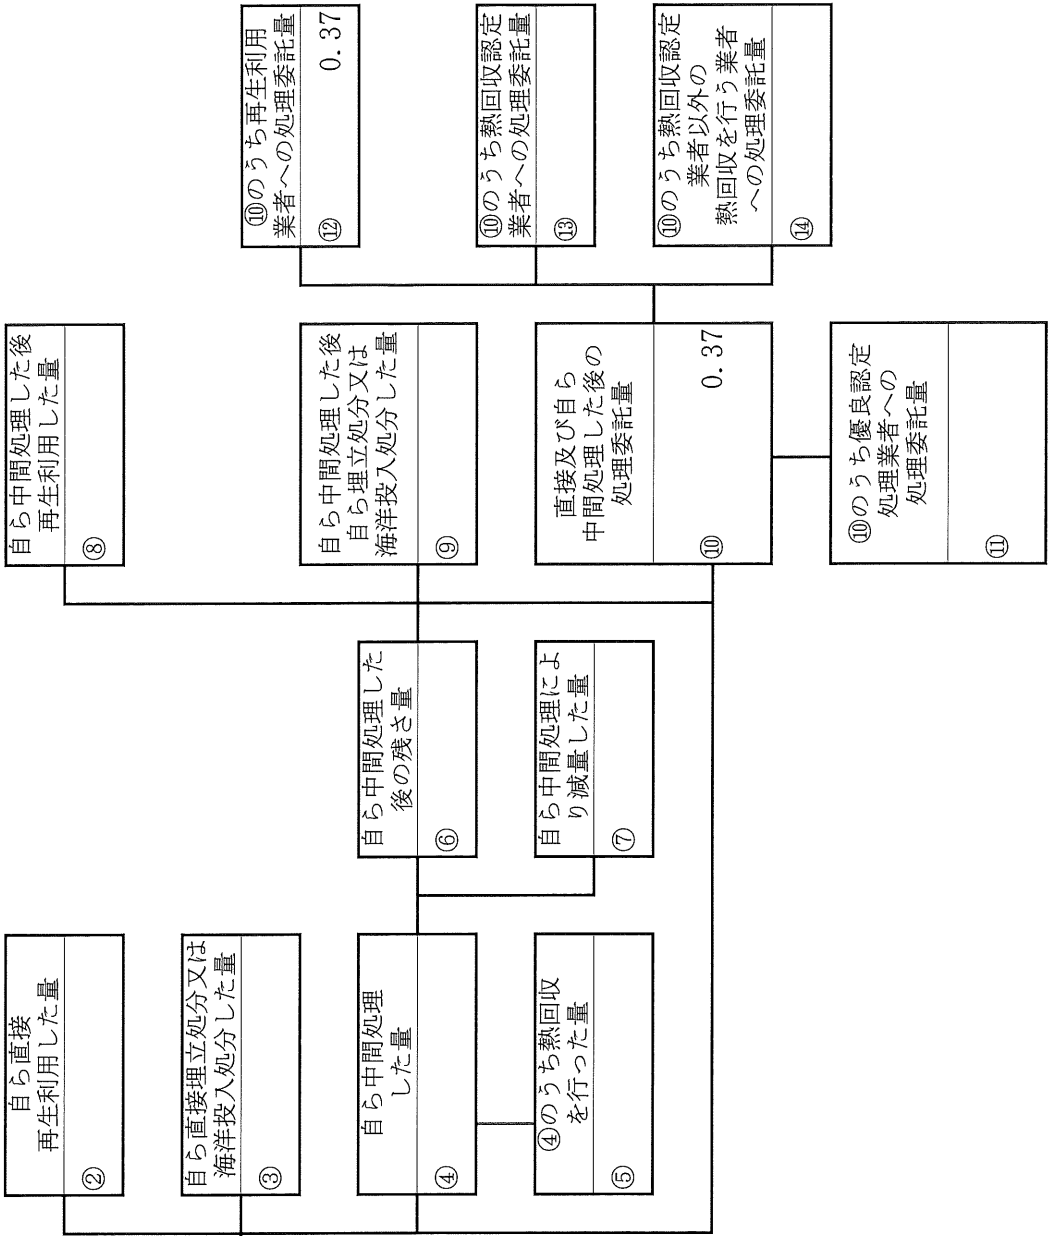 自ら直接
再生利用した量
②
自ら直接埋立処分又は
海洋投入処分した量
③
自ら中間処理
した量
④
④のうち熱回収
を行った量
⑤
自ら中間処理した
後の残さ量
⑥
自ら中間処理によ
り減量した量
⑦
自ら中間処理した後
再生利用した量
⑧
自ら中間処理した後
自ら埋立処分又は
海洋投入処分した量
⑨
直接及び自ら
中間処理した後の
処理委託量
⑩ 0.37
⑩のうち優良認定
処理業者への
処理委託量
⑪
⑩のうち再生利用
業者への処理委託量
⑫ 0.37
⑩のうち熱回収認定
業者への処理委託量
⑬
⑩のうち熱回収認定
業者以外の
熱回収を行う業者
への処理委託量
⑭